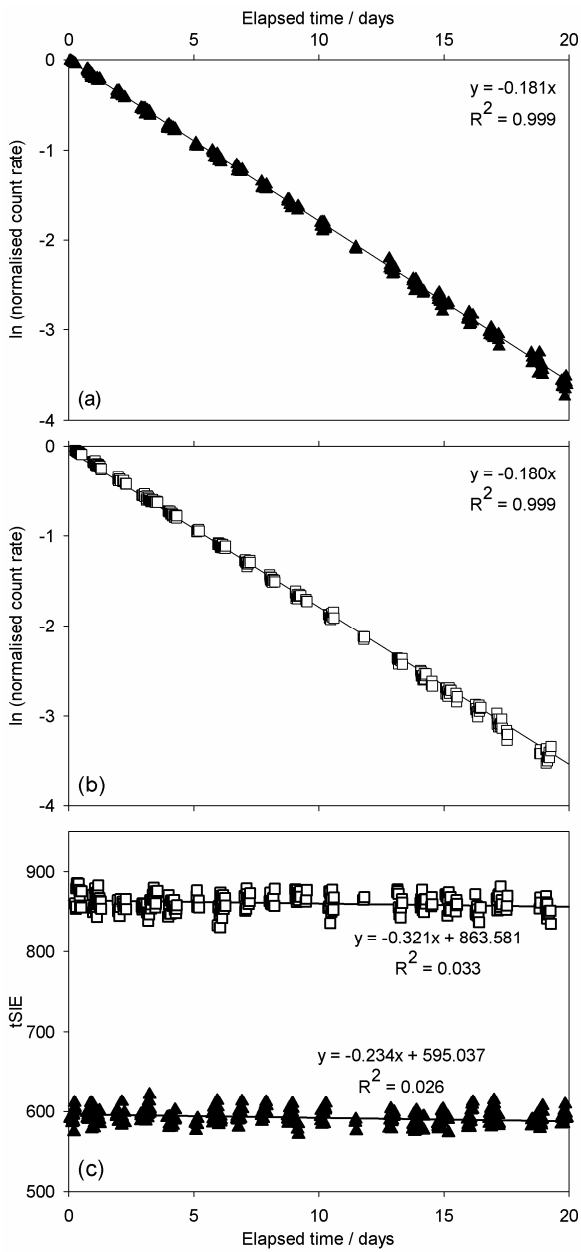 Elapsed time / days
0 5 10 15 20
0
-1
-2
-3
-4
ln (normalised count rate)
y = -0.181x
R2 = 0.999
(a)
0
-1
-2
-3
-4
ln (normalised count rate)
y = -0.180x
R2 = 0.999
(b)
900
800
700
600
500
tSIE
y = -0.321x + 863.581
R2 = 0.033
y = -0.234x + 595.037
R2 = 0.026
(c)
0 5 10 15 20
Elapsed time / days